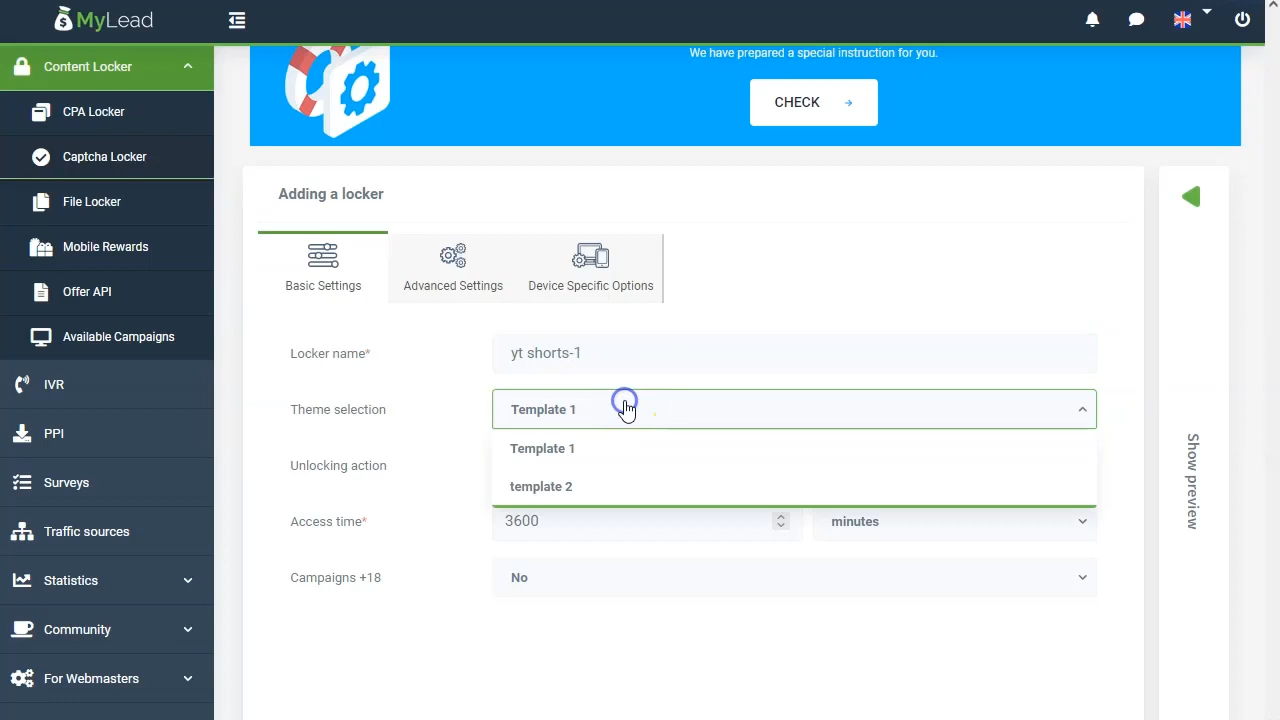 MyLead
Content Locker
CPA Locker
Captcha Locker
File Locker
Mobile Rewards
Offer API
Available Campaigns
IVR
PPI
Surveys
Traffic sources
Statistics
Community
For Webmasters
We have prepared a special instruction for you.
CHECK
Adding a locker
Basic Settings
Advanced Settings
Device Specific Options
Locker name*
yt shorts-1
Theme selection
Template 1
Template 1
template 2
Unlocking action
Access time*
3600
minutes
Campaigns +18
No
Show preview